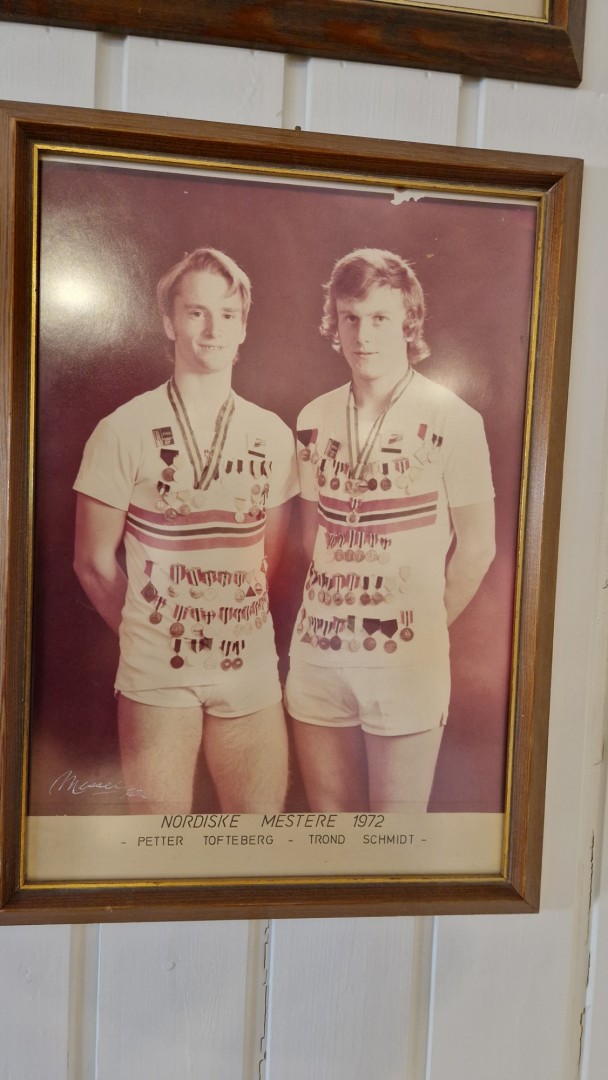 NORDISKE MESTERE 1972
- PETTER TOFTEBERG - TROND SCHMIDT -